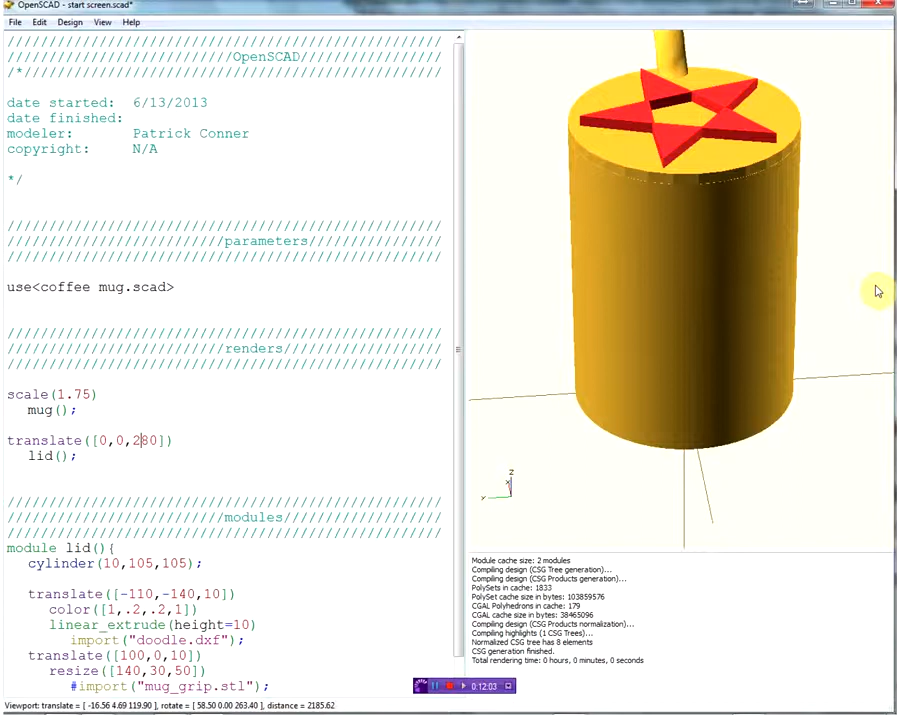 OpenSCAD - start screen.scad*
File Edit Design View Help
//////////////////////////////////////////////////////////
//////////////////////////////OpenSCAD///////////////////
/*////////////////////////////////////////////////////////
date started: 6/13/2013
date finished:
modeler: Patrick Conner
copyright: N/A
*/
//////////////////////////////////////////////////////////
/////////////////////////////parameters//////////////////
//////////////////////////////////////////////////////////
use<coffee mug.scad>
//////////////////////////////////////////////////////////
/////////////////////////////renders/////////////////////
//////////////////////////////////////////////////////////
scale(1.75)
mug();
translate([0,0,280])
lid();
//////////////////////////////////////////////////////////
/////////////////////////////modules/////////////////////
//////////////////////////////////////////////////////////
module lid(){
cylinder(10,105,105);
translate([-110,-140,10])
color([1,.2,.2,1])
linear_extrude(height=10)
import("doodle.dxf");
translate([100,0,10])
resize([140,30,50])
#import("mug_grip.stl");
z
x
y
Module cache size: 2 modules
Compiling design (CSG Tree generation)...
Compiling design (CSG Products generation)...
PolySets in cache: 1833
PolySet cache size in bytes: 103859576
CGAL Polyhedrons in cache: 179
CGAL cache size in bytes: 38465096
Compiling design (CSG Products normalization)...
Compiling highlights (1 CSG Trees)...
Normalized CSG tree has 8 elements
CSG generation finished.
Total rendering time: 0 hours, 0 minutes, 0 seconds
0:12:03
Viewport: translate = [ -16.56 4.69 119.90 ], rotate = [ 58.50 0.00 263.40 ], distance = 2185.62